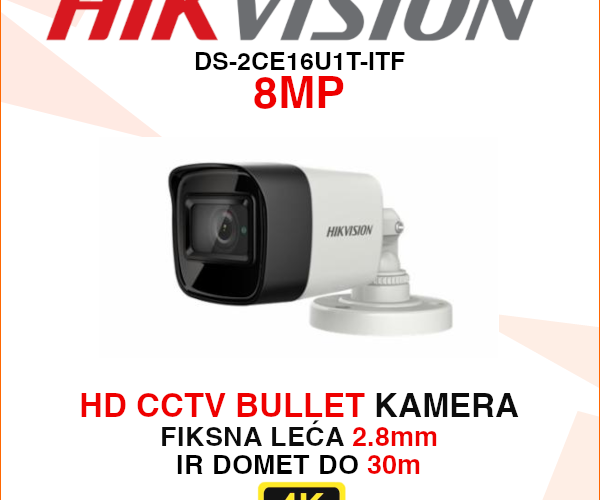 HIKVISION
DS-2CE16U1T-ITF
8MP
HIKVISION
HD CCTV BULLET KAMERA
FIKSNA LEĆA 2.8mm
IR DOMET DO 30m
4K